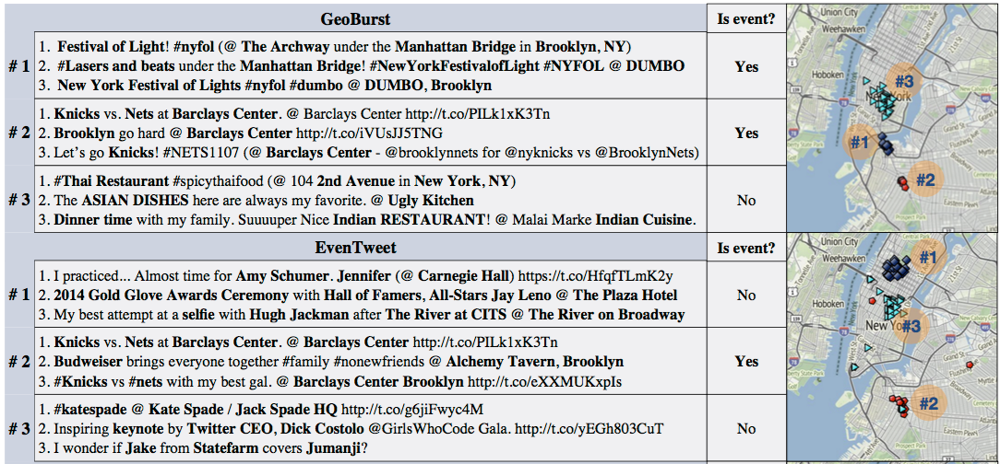 GeoBurst
Is event?
# 1
1. Festival of Light! #nyfol (@ The Archway under the Manhattan Bridge in Brooklyn, NY)
2. #Lasers and beats under the Manhattan Bridge! #NewYorkFestivalofLight #NYFOL @ DUMBO
3. New York Festival of Lights #nyfol #dumbo @ DUMBO, Brooklyn
Yes
# 2
1. Knicks vs. Nets at Barclays Center. @ Barclays Center http://t.co/PILk1xK3Tn
2. Brooklyn go hard @ Barclays Center http://t.co/iVUsJJ5TNG
3. Let's go Knicks! #NETS1107 (@ Barclays Center - @brooklynnets for @nyknicks vs @BrooklynNets)
Yes
# 3
1. #Thai Restaurant #spicythaifood (@ 104 2nd Avenue in New York, NY)
2. The ASIAN DISHES here are always my favorite. @ Ugly Kitchen
3. Dinner time with my family. Suuuuper Nice Indian RESTAURANT! @ Malai Marke Indian Cuisine.
No
Union City
Weehawken
Hoboken
#3
New York
#1
#2
EvenTweet
Is event?
# 1
1. I practiced... Almost time for Amy Schumer. Jennifer (@ Carnegie Hall) https://t.co/HfqfTLmK2y
2. 2014 Gold Glove Awards Ceremony with Hall of Famers, All-Stars Jay Leno @ The Plaza Hotel
3. My best attempt at a selfie with Hugh Jackman after The River at CITS @ The River on Broadway
No
# 2
1. Knicks vs. Nets at Barclays Center. @ Barclays Center http://t.co/PILk1xK3Tn
2. Budweiser brings everyone together #family #nonewfriends @ Alchemy Tavern, Brooklyn
3. #Knicks vs #nets with my best gal. @ Barclays Center Brooklyn http://t.co/eXXMUKxpIs
Yes
# 3
1. #katespade @ Kate Spade / Jack Spade HQ http://t.co/g6jiFwyc4M
2. Inspiring keynote by Twitter CEO, Dick Costolo @GirlsWhoCode Gala. http://t.co/yEGh803CuT
3. I wonder if Jake from Statefarm covers Jumanji?
No
Union City
Weehawken
#1
Hoboken
New York
#3
#2